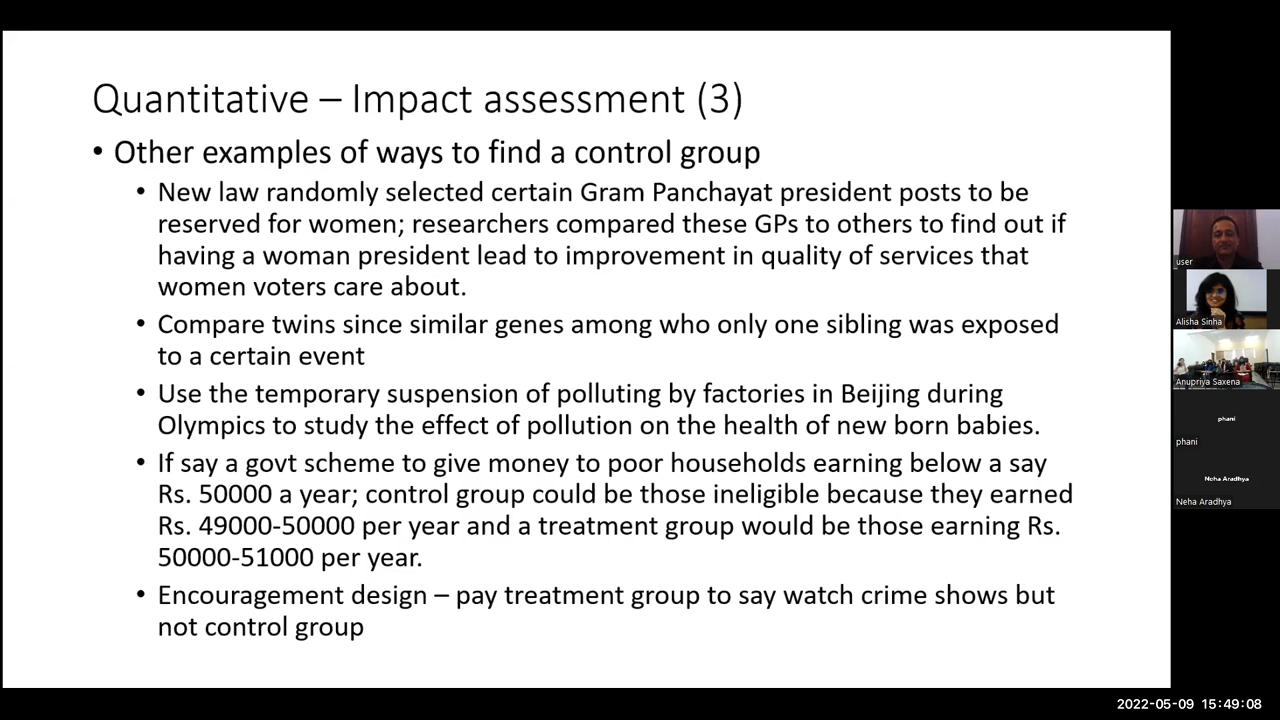 Quantitative – Impact assessment (3)
• Other examples of ways to find a control group
• New law randomly selected certain Gram Panchayat president posts to be
reserved for women; researchers compared these GPs to others to find out if
having a woman president lead to improvement in quality of services that
women voters care about.
• Compare twins since similar genes among who only one sibling was exposed
to a certain event
• Use the temporary suspension of polluting by factories in Beijing during
Olympics to study the effect of pollution on the health of new born babies.
• If say a govt scheme to give money to poor households earning below a say
Rs. 50000 a year; control group could be those ineligible because they earned
Rs. 49000-50000 per year and a treatment group would be those earning Rs.
50000-51000 per year.
• Encouragement design – pay treatment group to say watch crime shows but
not control group
user
Alisha Sinha
Anupriya Saxena
phani
phani
Neha Aradhya
Neha Aradhya
2022-05-09 15:49:08